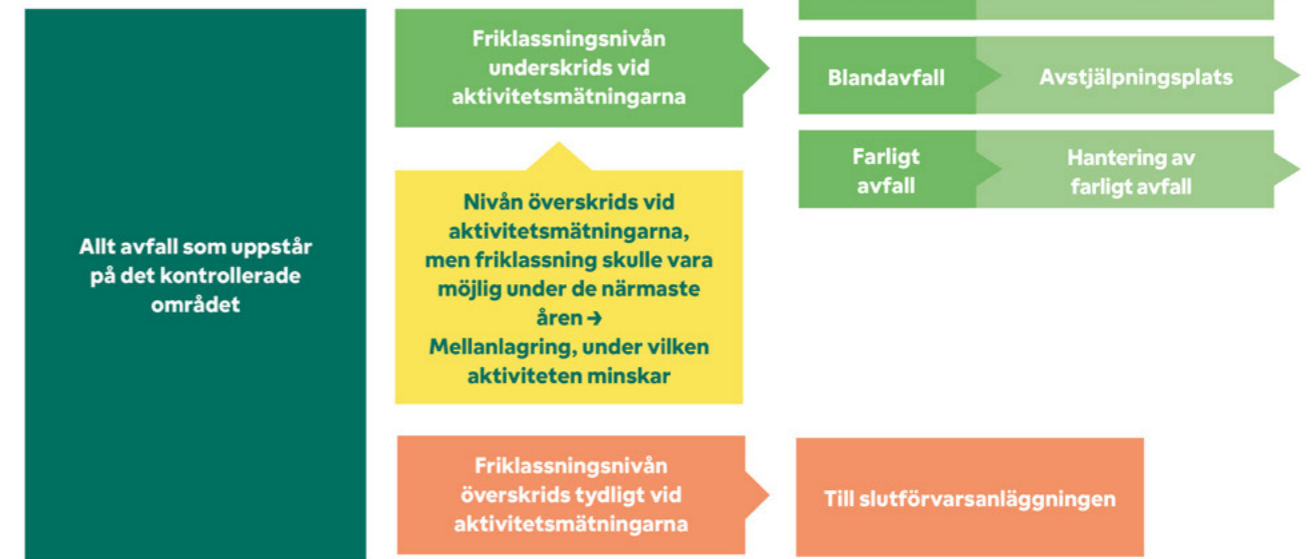 Allt avfall som uppstår
på det kontrollerade
området
Friklassningsnivån
underskrids vid
aktivitetsmätningarna
Blandavfall
Avstjälpningsplats
Farligt
avfall
Hantering av
farligt avfall
Nivån överskrids vid
aktivitetsmätningarna,
men friklassning skulle vara
möjlig under de närmaste
åren →
Mellanlagring, under vilken
aktiviteten minskar
Friklassningsnivån
överskrids tydligt vid
aktivitetsmätningarna
Till slutförvarsanläggningen